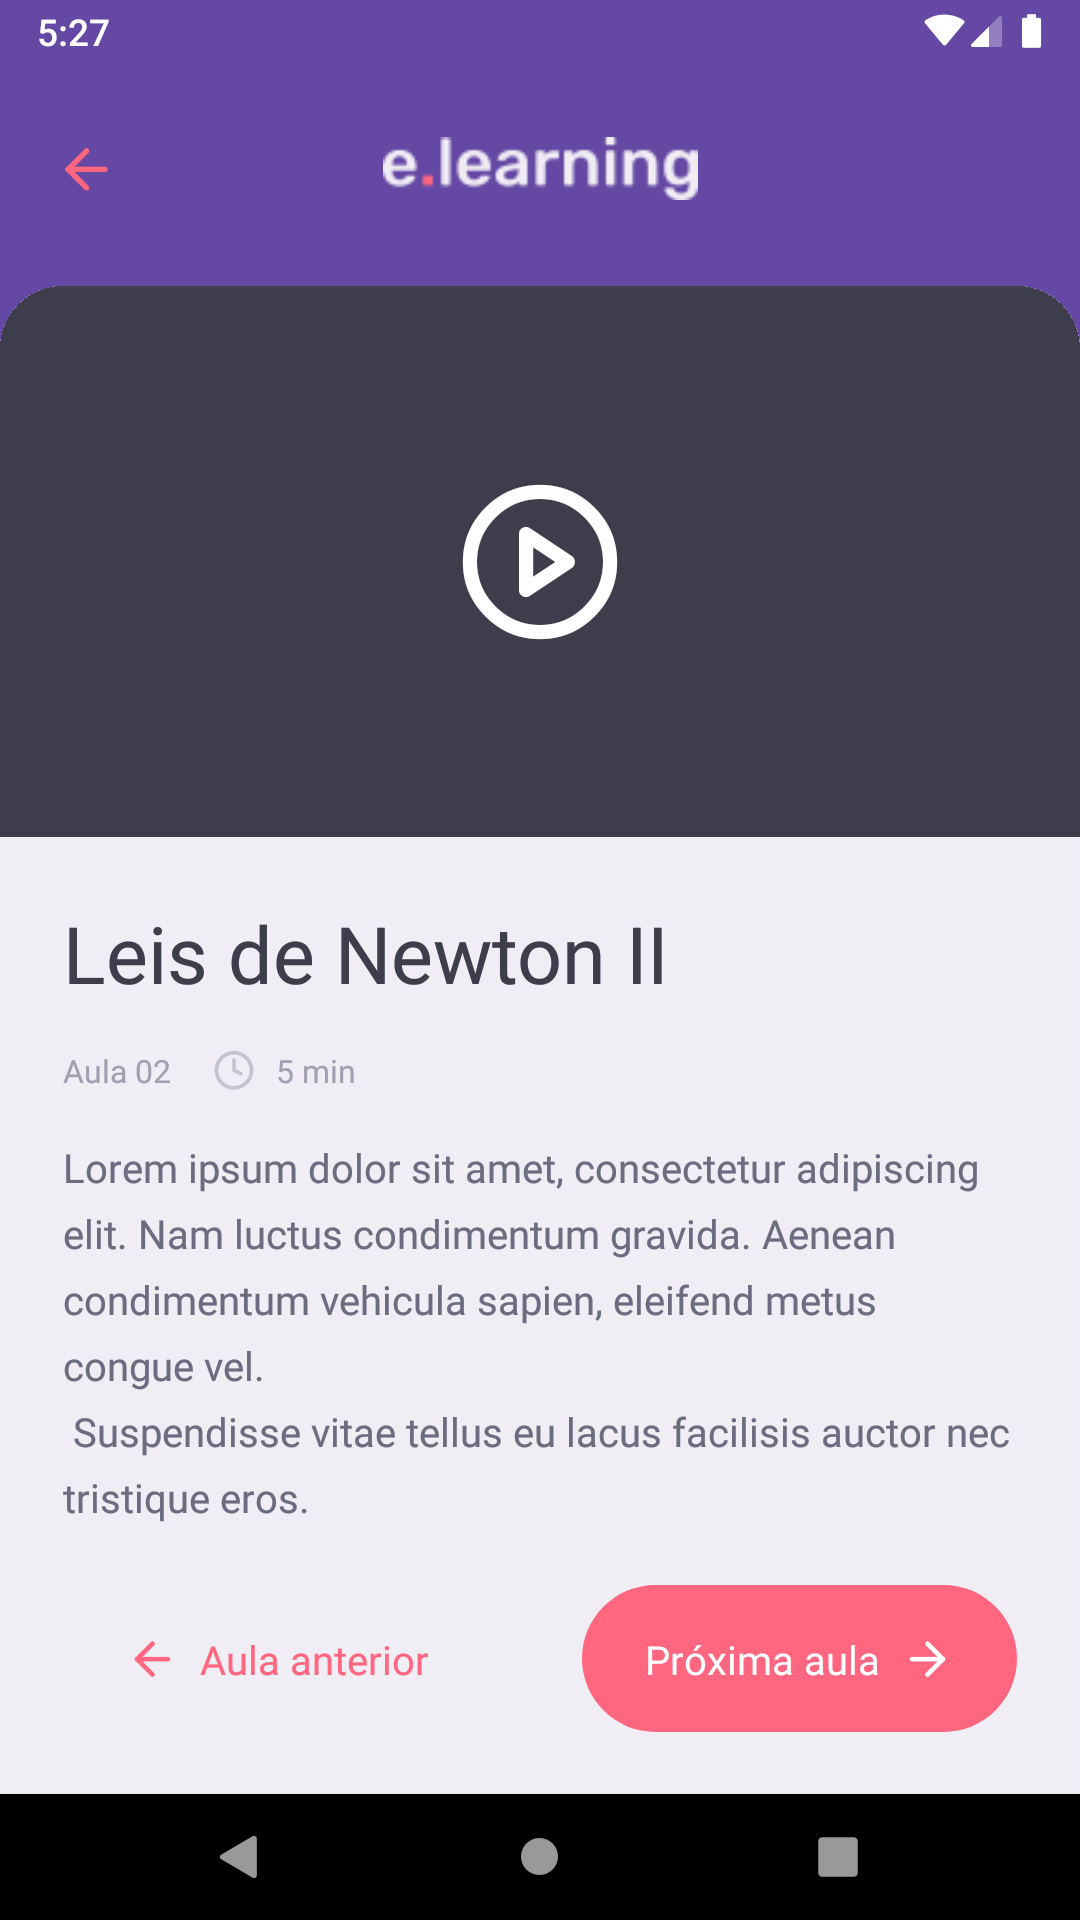 5:27
e.learning
Leis de Newton II
Aula 02 5 min
Lorem ipsum dolor sit amet, consectetur adipiscing
elit. Nam luctus condimentum gravida. Aenean
condimentum vehicula sapien, eleifend metus
congue vel.
Suspendisse vitae tellus eu lacus facilisis auctor nec
tristique eros.
Aula anterior Próxima aula